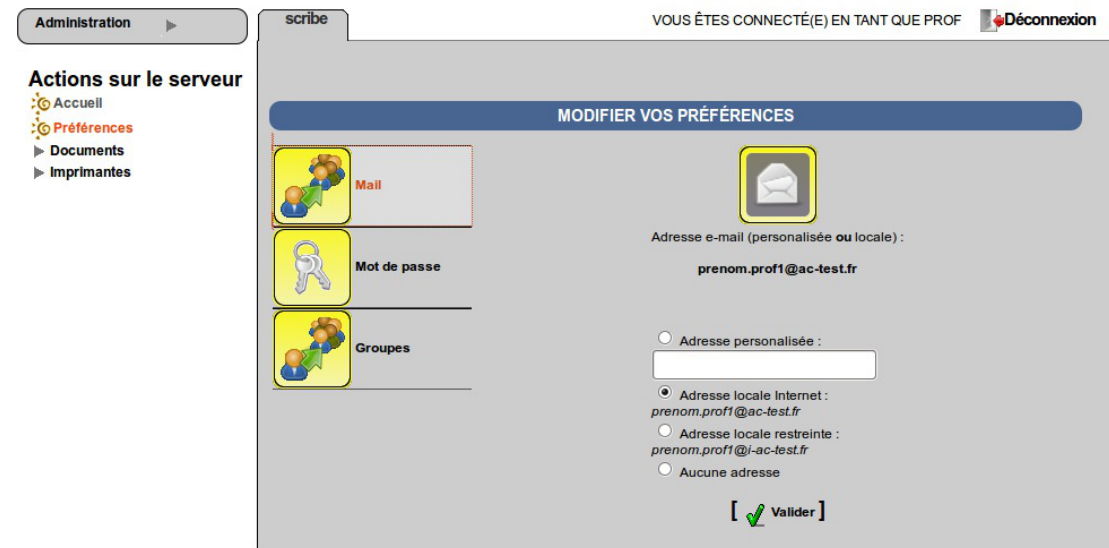 Administration
scribe
VOUS ÊTES CONNECTÉ(E) EN TANT QUE PROF
Déconnexion
Actions sur le serveur
Accueil
Préférences
Documents
Imprimantes
MODIFIER VOS PRÉFÉRENCES
Mail
Mot de passe
Groupes
Adresse e-mail (personalisée ou locale) :
prenom.prof1@ac-test.fr
Adresse personalisée :
Adresse locale Internet :
prenom.prof1@ac-test.fr
Adresse locale restreinte :
prenom.prof1@i-ac-test.fr
Aucune adresse
[ Valider ]